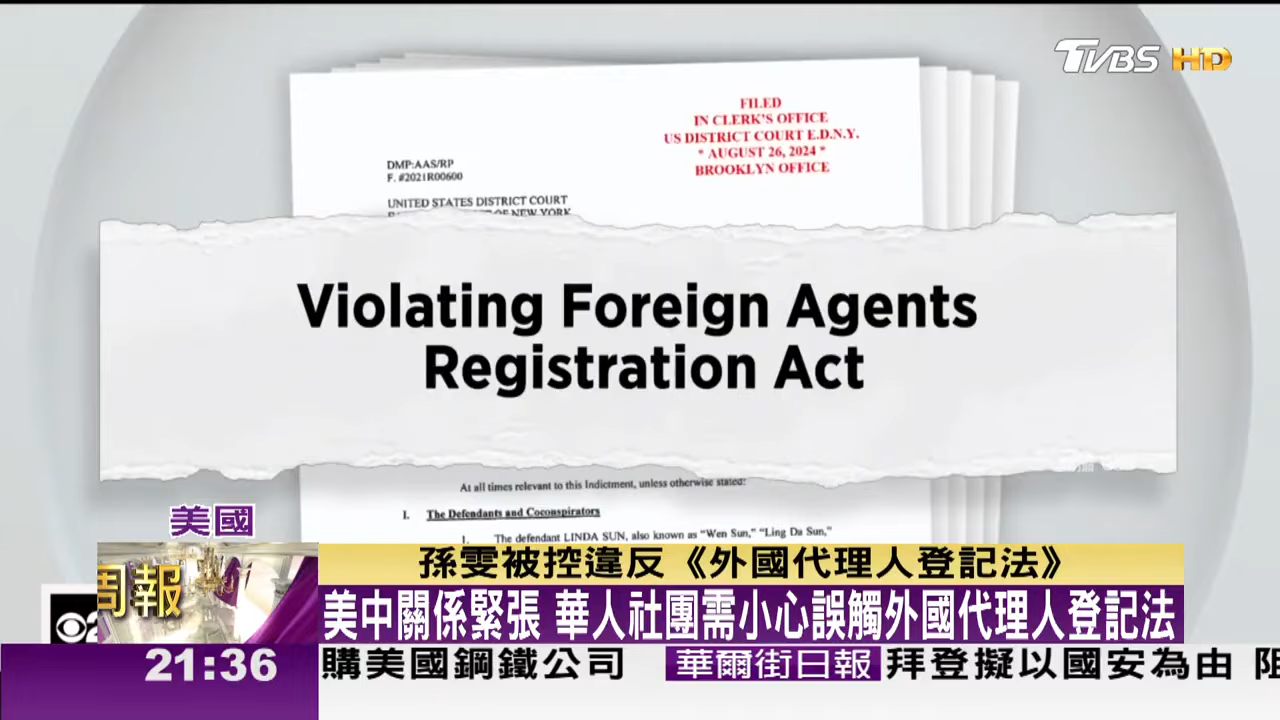 TVBS HD
FILED
IN CLERK'S OFFICE
US DISTRICT COURT E.D.N.Y.
* AUGUST 26, 2024 *
BROOKLYN OFFICE
DMP:AAS/RP
F. #2021R00600
UNITED STATES DISTRICT COURT
OF NEW YORK
Violating Foreign Agents
Registration Act
At all times relevant to this Indictment, unless otherwise stated:
I. The Defendants and Coconspirators
1. The defendant LINDA SUN, also known as “Wen Sun,” “Ling Da Sun,”
美國
周報
孫雯被控違反《外國代理人登記法》
美中關係緊張 華人社團需小心誤觸外國代理人登記法
21:36
購美國鋼鐵公司 華爾街日報 拜登擬以國安為由 阻